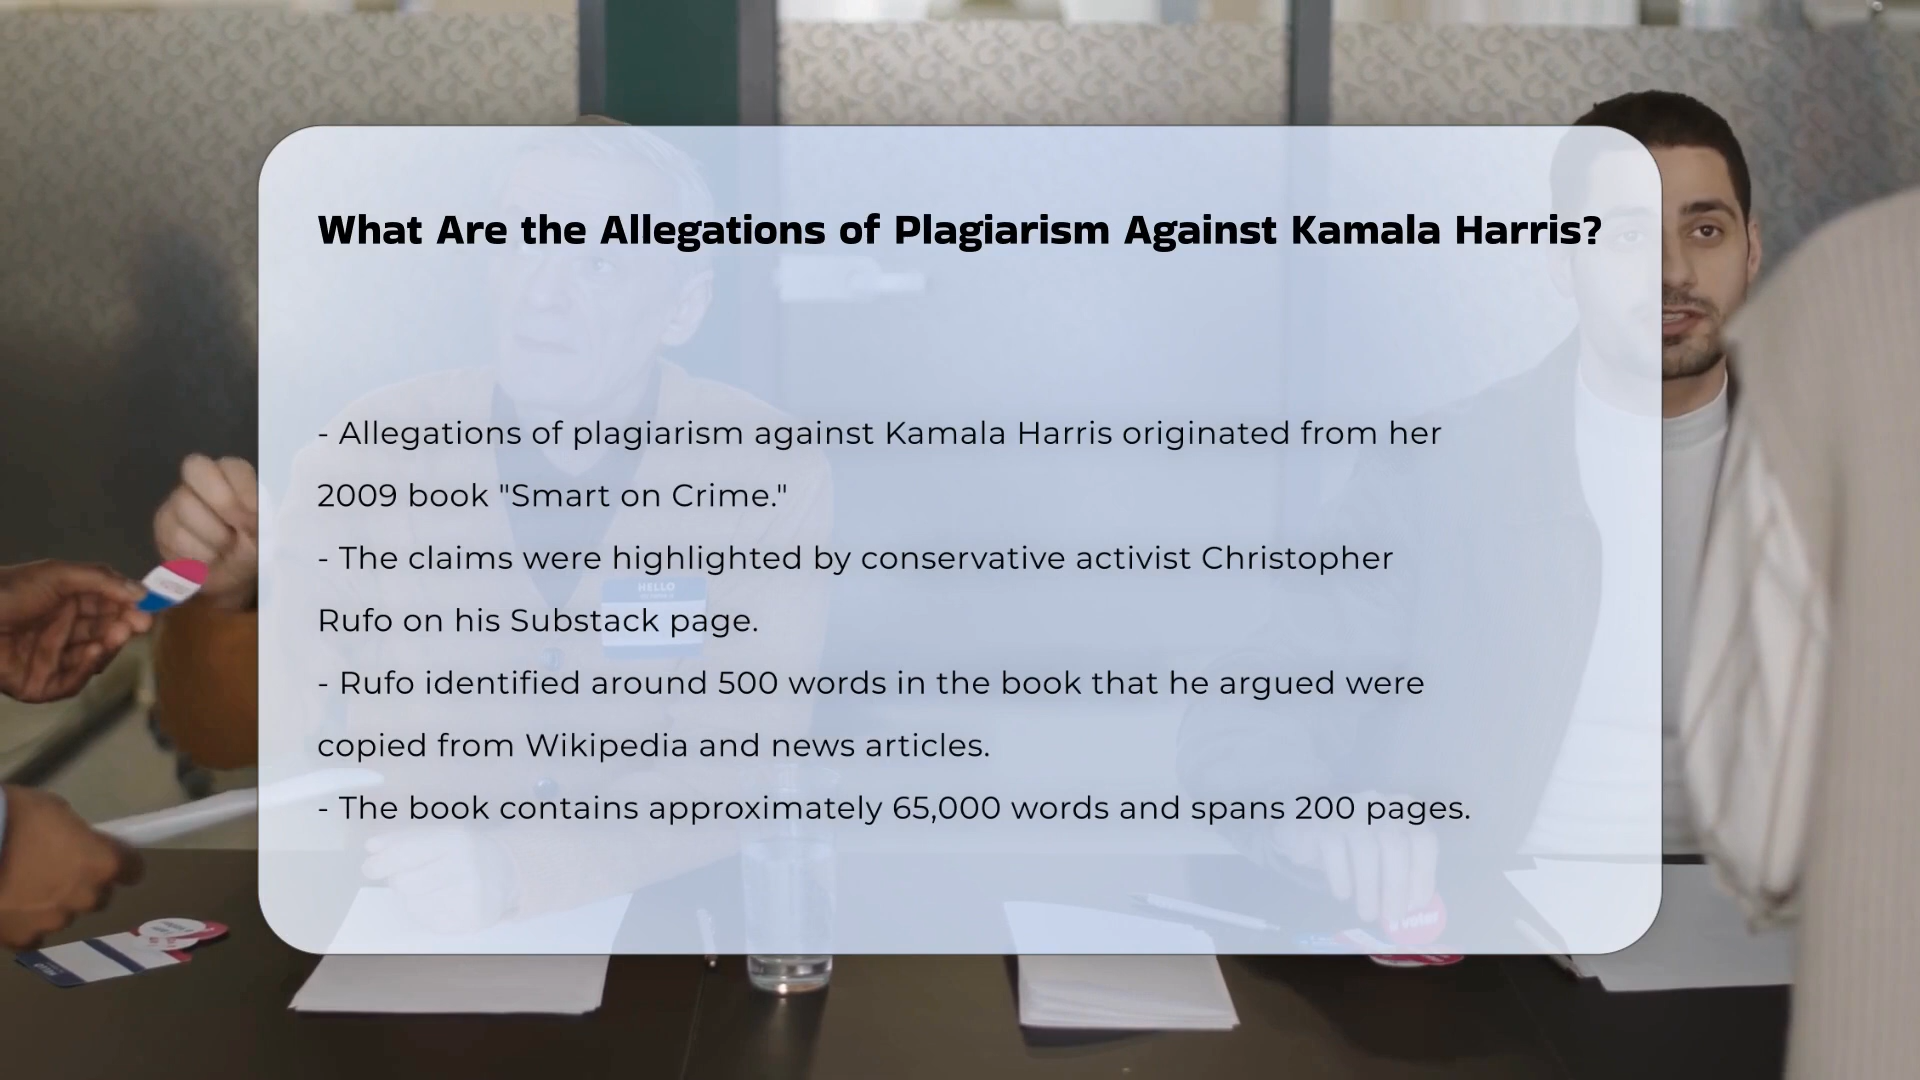 What Are the Allegations of Plagiarism Against Kamala Harris?
- Allegations of plagiarism against Kamala Harris originated from her
2009 book "Smart on Crime."
- The claims were highlighted by conservative activist Christopher
HELLO
Rufo on his Substack page.
- Rufo identified around 500 words in the book that he argued were
copied from Wikipedia and news articles.
- The book contains approximately 65,000 words and spans 200 pages.